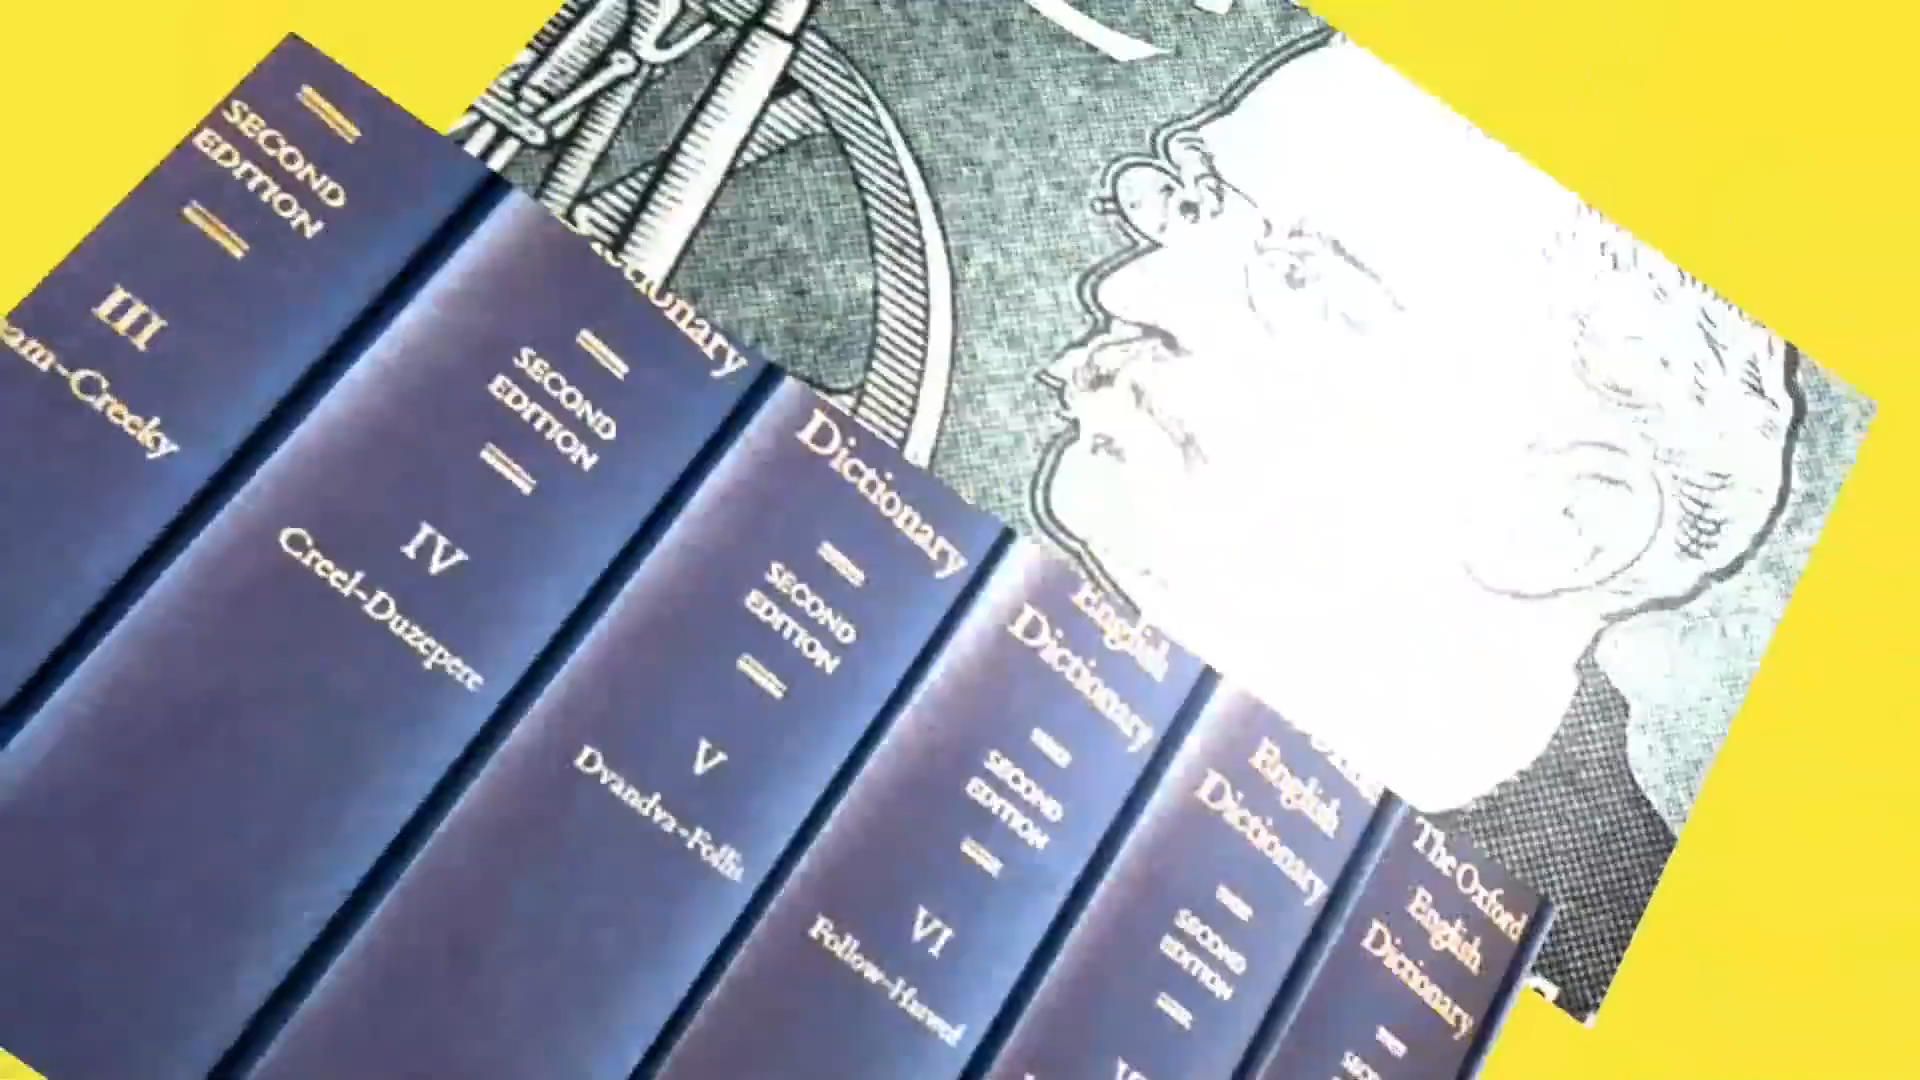 SECOND
EDITION
III
-Creeky
Dictionary
SECOND
EDITION
IV
Creel-Duzepere
Dictionary
SECOND
EDITION
V
Dvandva-Follis
English
Dictionary
SECOND
EDITION
VI
Follow-Haswed
English
Dictionary
SECOND
EDITION
The Oxford
English
Dictionary